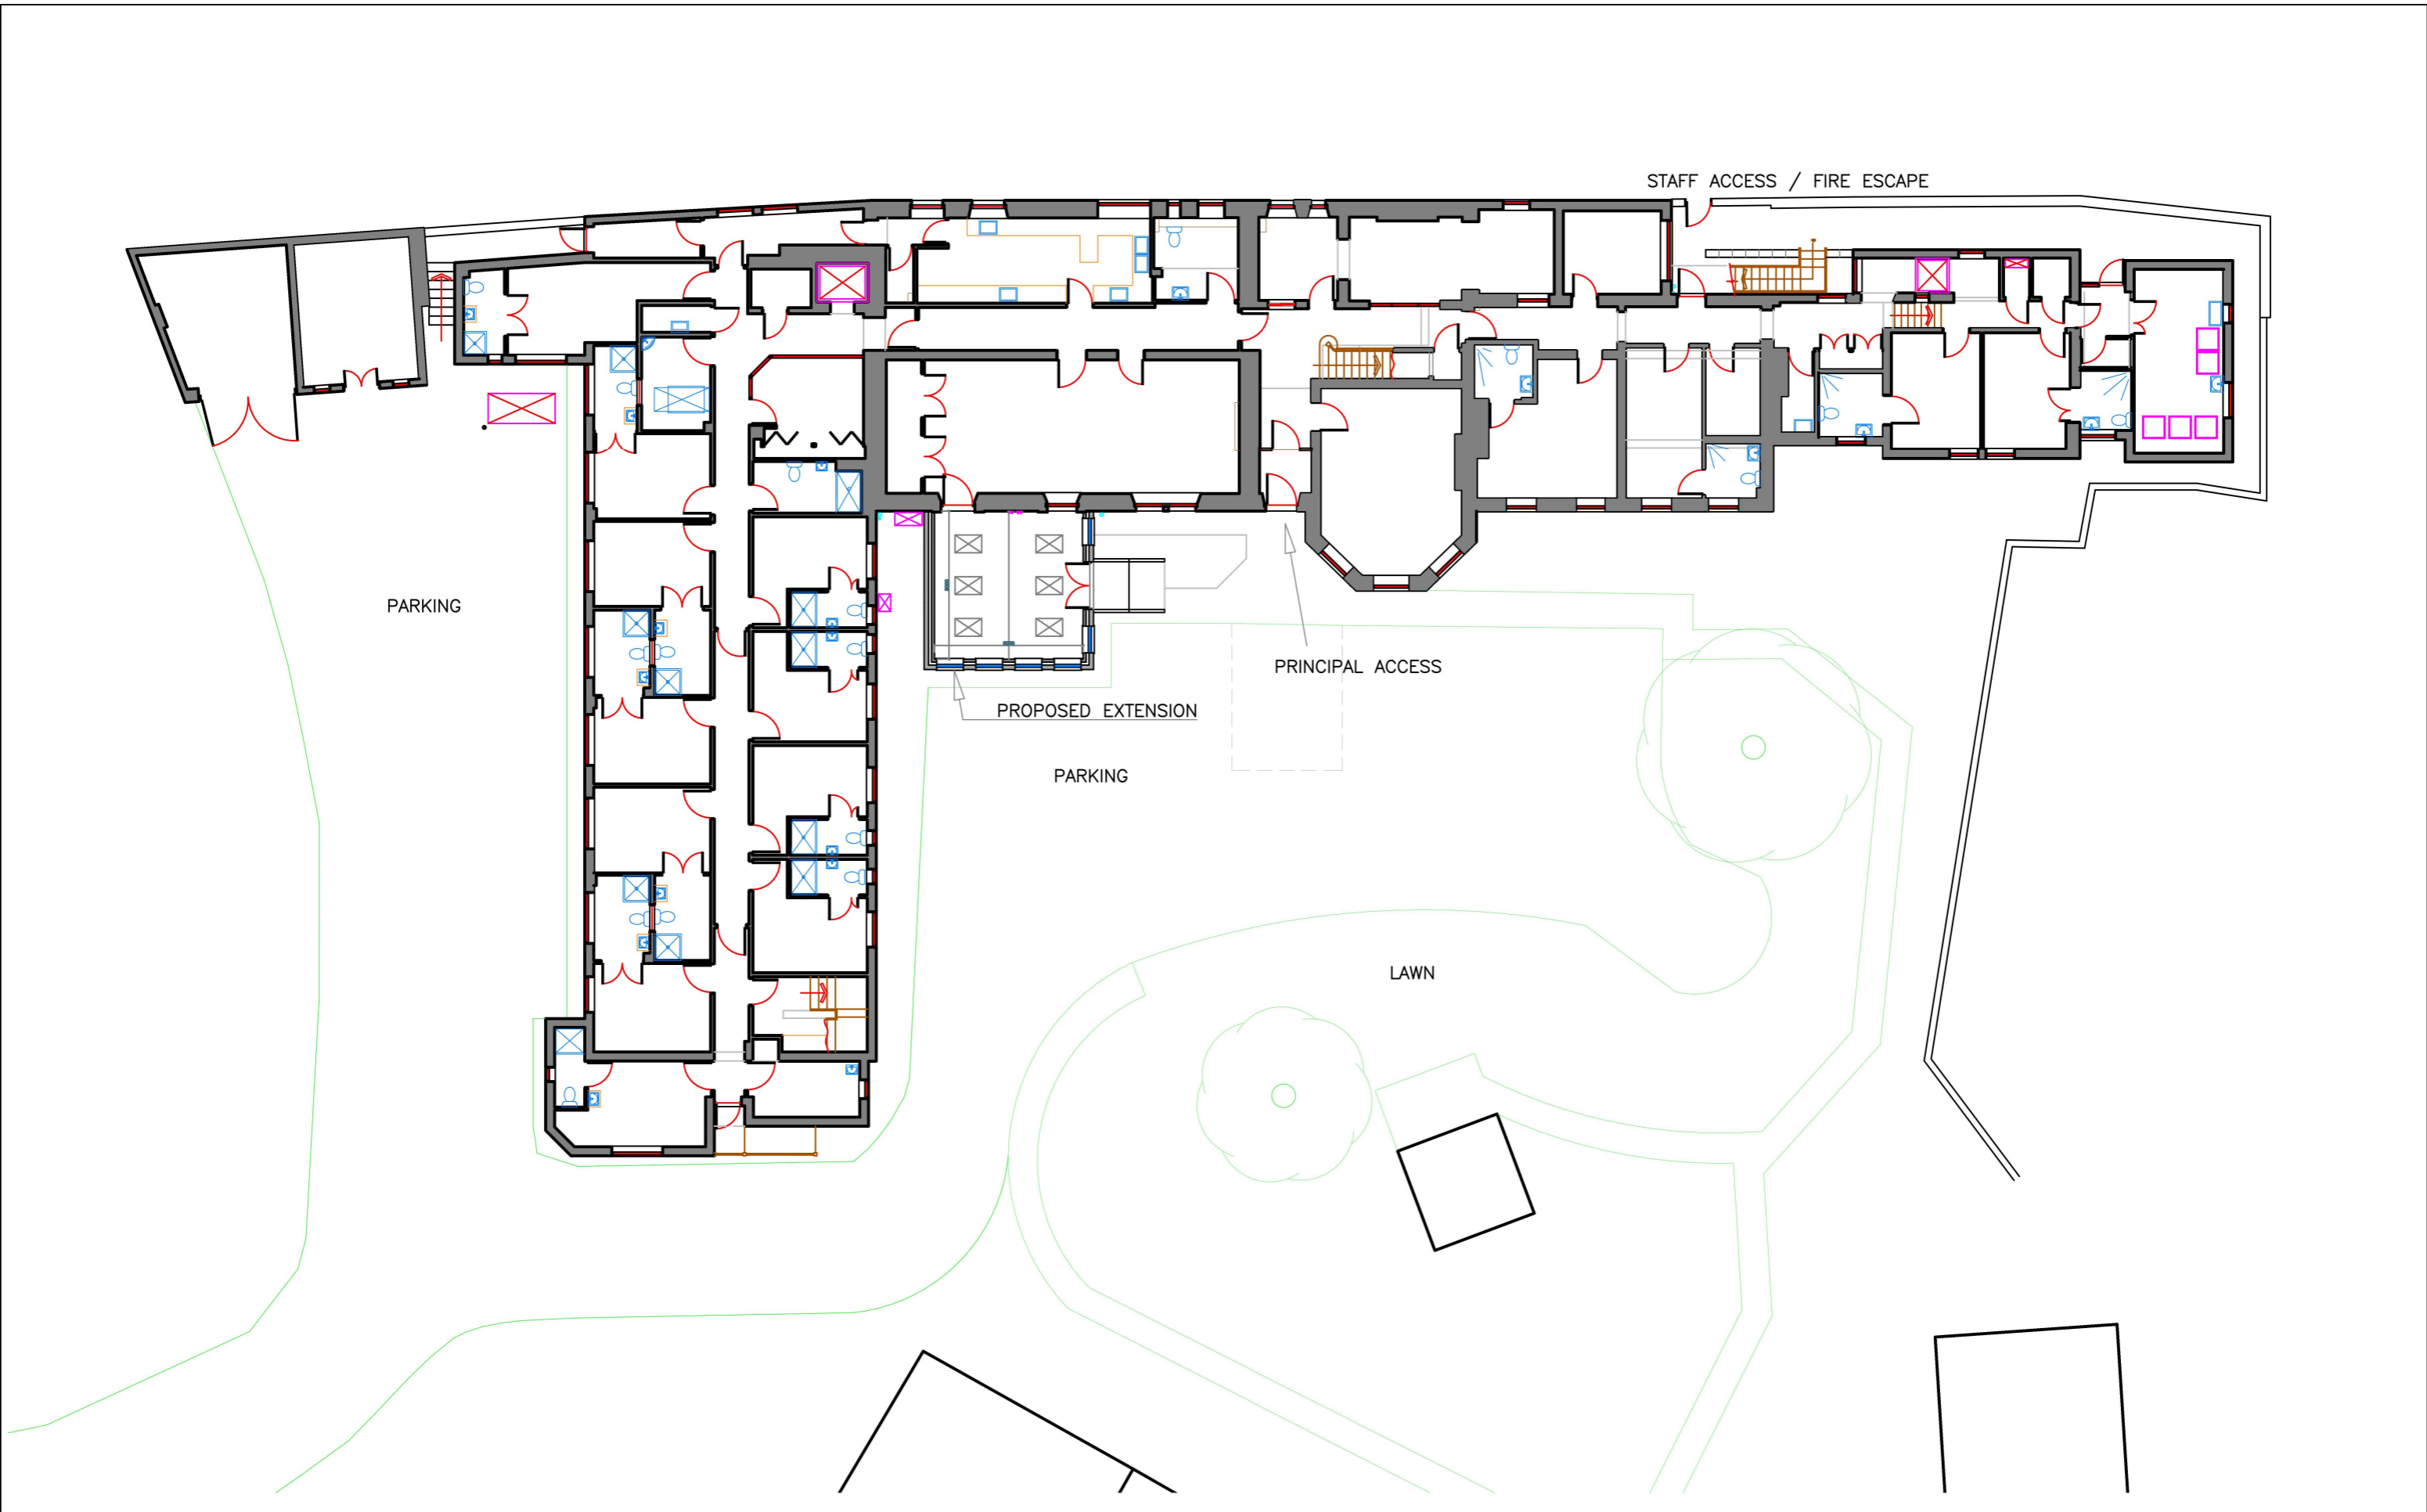 STAFF ACCESS / FIRE ESCAPE
PARKING
PRINCIPAL ACCESS
PROPOSED EXTENSION
PARKING
LAWN